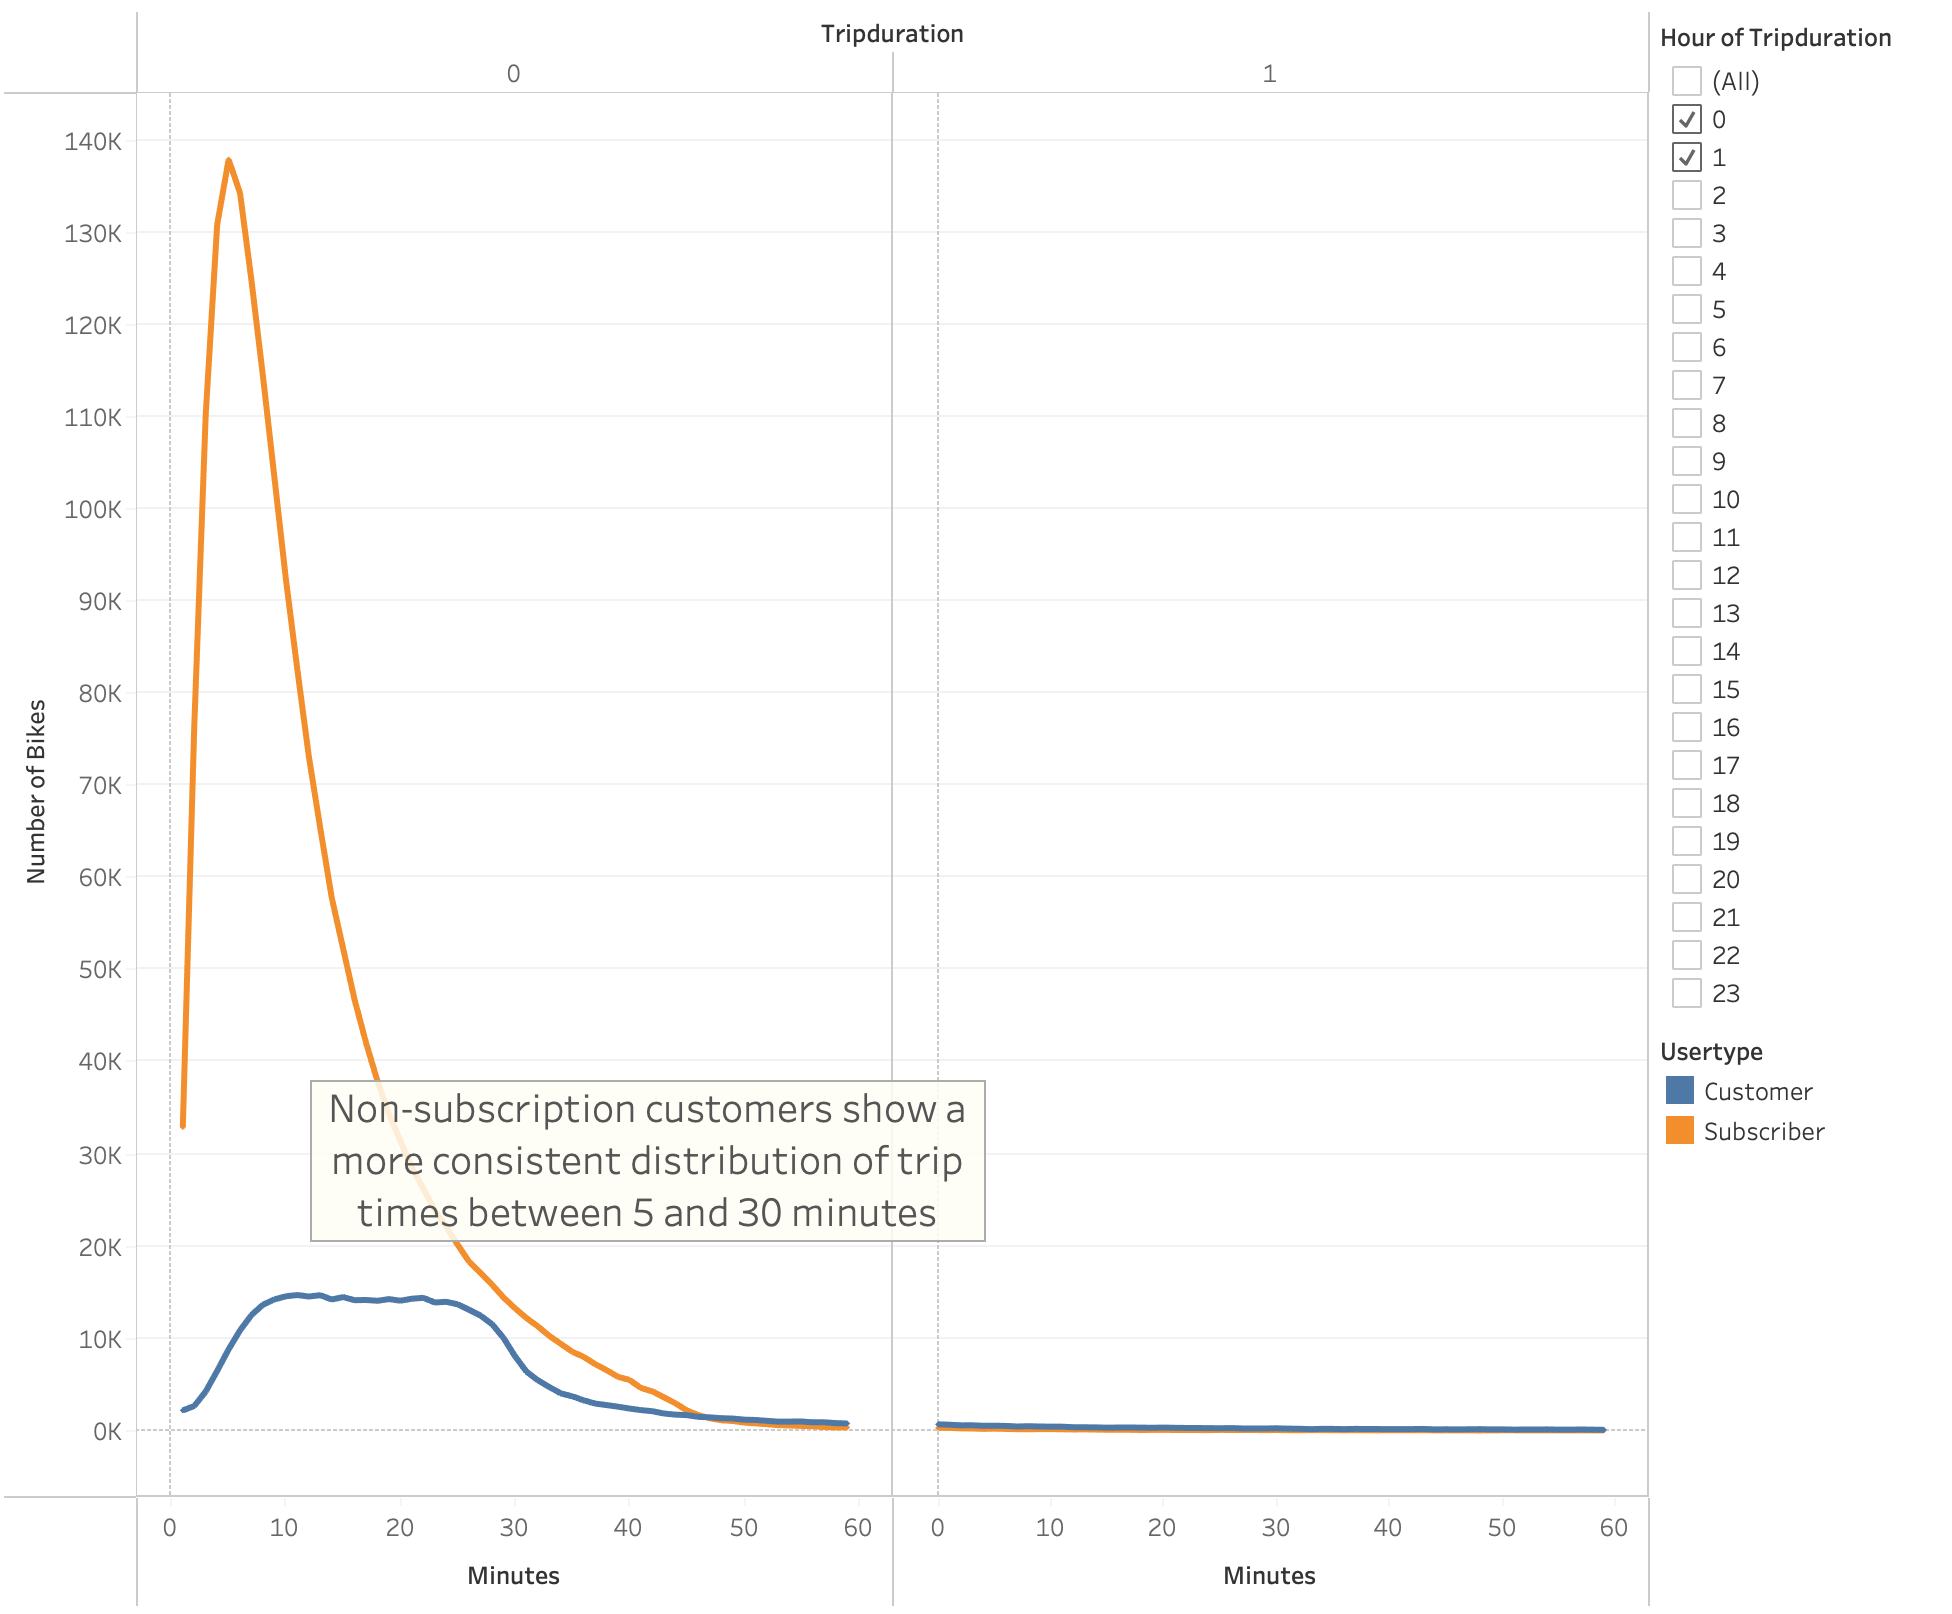 Tripduration
0
1
140K
130K
120K
110K
100K
90K
80K
70K
60K
50K
40K
30K
20K
10K
0K
Number of Bikes
Non-subscription customers show a
more consistent distribution of trip
times between 5 and 30 minutes
0 10 20 30 40 50 60
0 10 20 30 40 50 60
Minutes
Minutes
Hour of Tripduration
(All)
0
1
2
3
4
5
6
7
8
9
10
11
12
13
14
15
16
17
18
19
20
21
22
23
Usertype
Customer
Subscriber